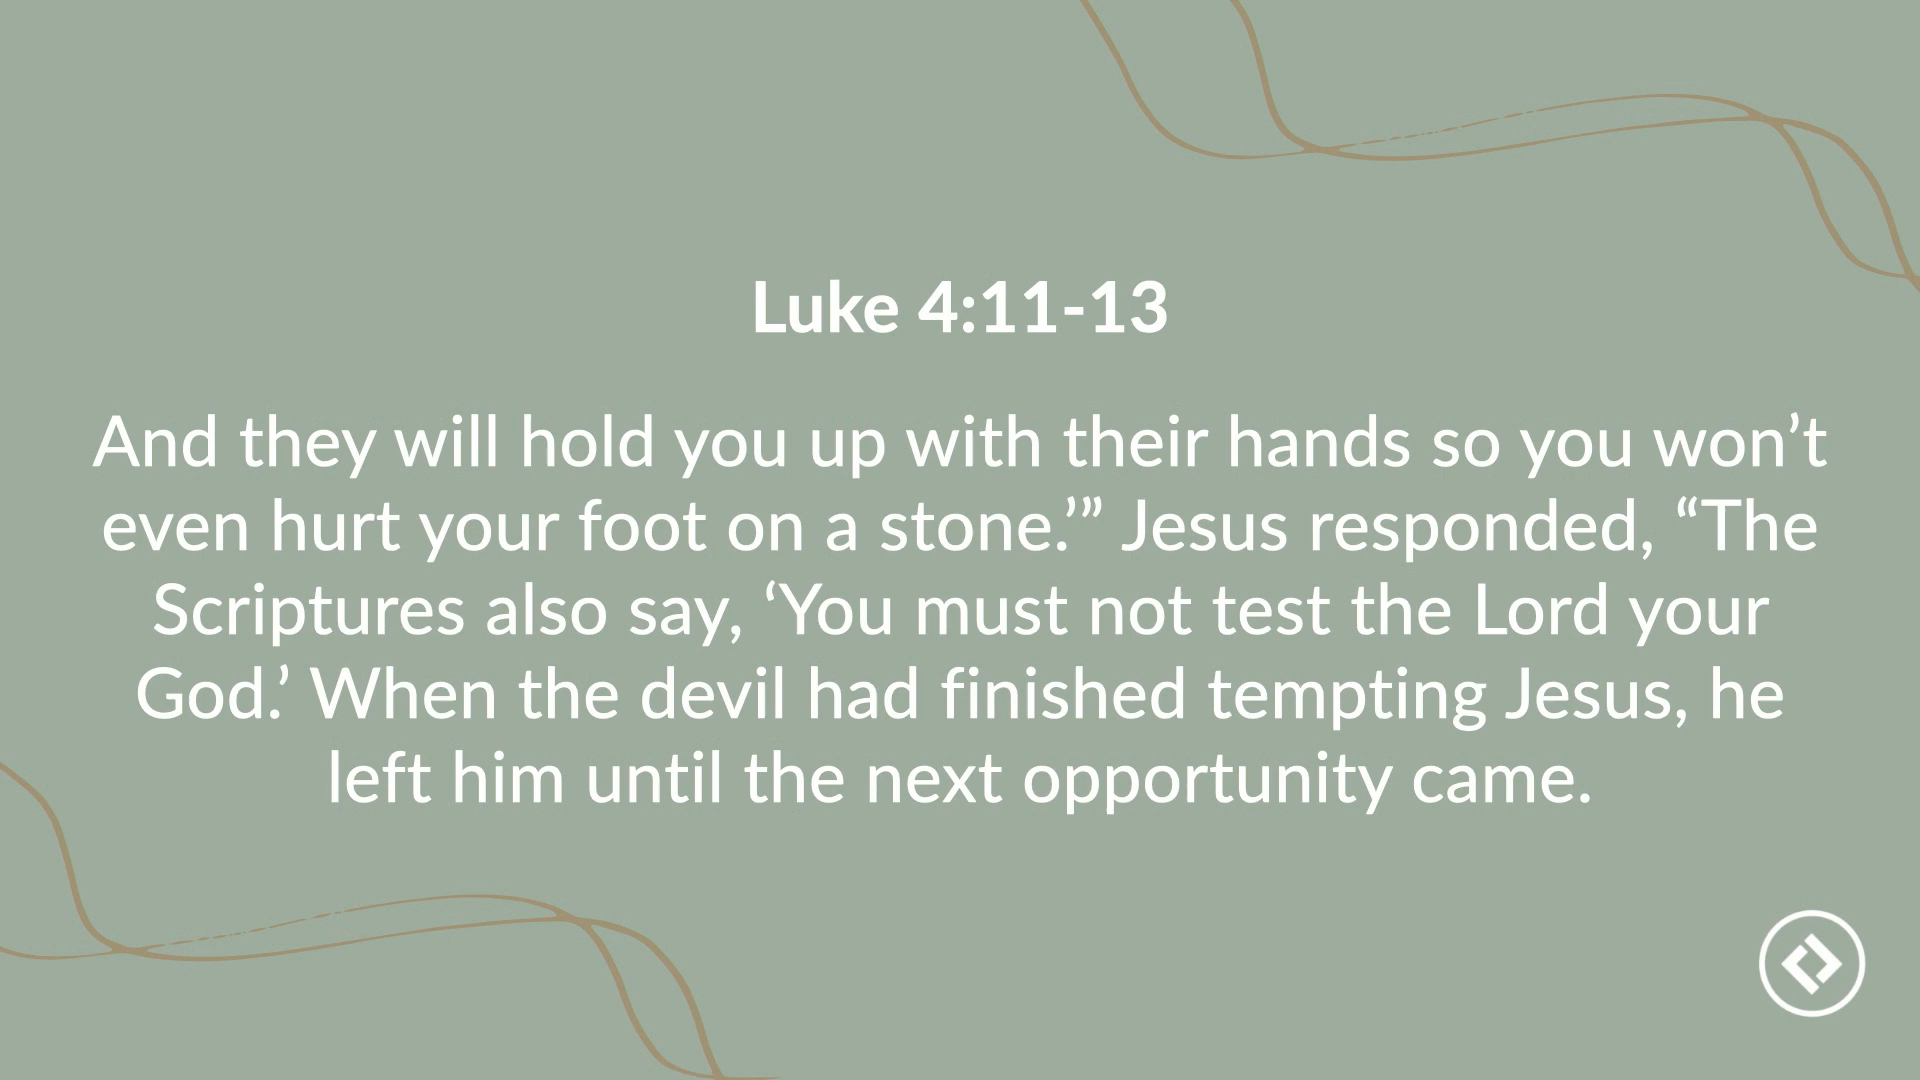 Luke 4:11-13
And they will hold you up with their hands so you won’t
even hurt your foot on a stone.’” Jesus responded, “The
Scriptures also say, ‘You must not test the Lord your
God.’ When the devil had finished tempting Jesus, he
left him until the next opportunity came.